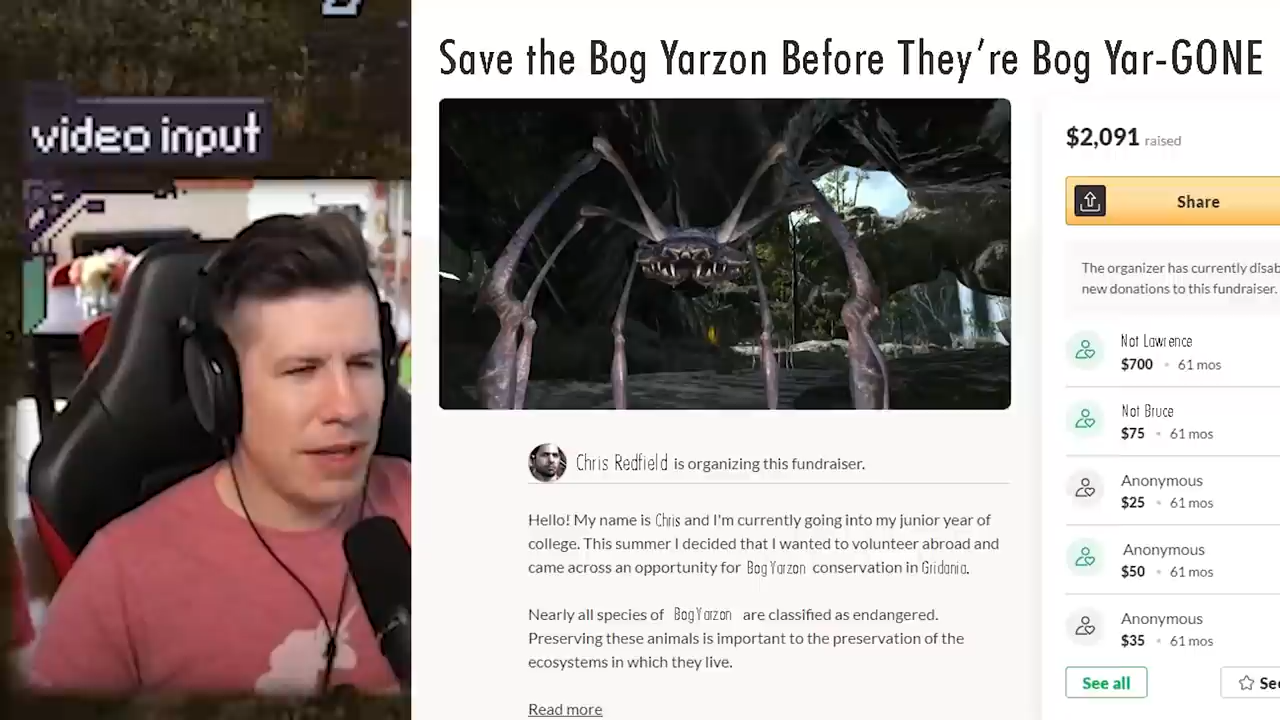 video input
Save the Bog Yarzon Before They're Bog Yar-GONE
$2,091 raised
Share
The organizer has currently
new donations to this fundraiser.
Not Lawrence
$700 • 61 mos
Not Bruce
$75 • 61 mos
Anonymous
$25 • 61 mos
Anonymous
$50 • 61 mos
Anonymous
$35 • 61 mos
See all
Chris Redfield is organizing this fundraiser.
Hello! My name is Chris and I'm currently going into my junior year of
college. This summer I decided that I wanted to volunteer abroad and
came across an opportunity for Bog Yarzon conservation in Gridania.
Nearly all species of Bog Yarzon are classified as endangered.
Preserving these animals is important to the preservation of the
ecosystems in which they live.
Read more